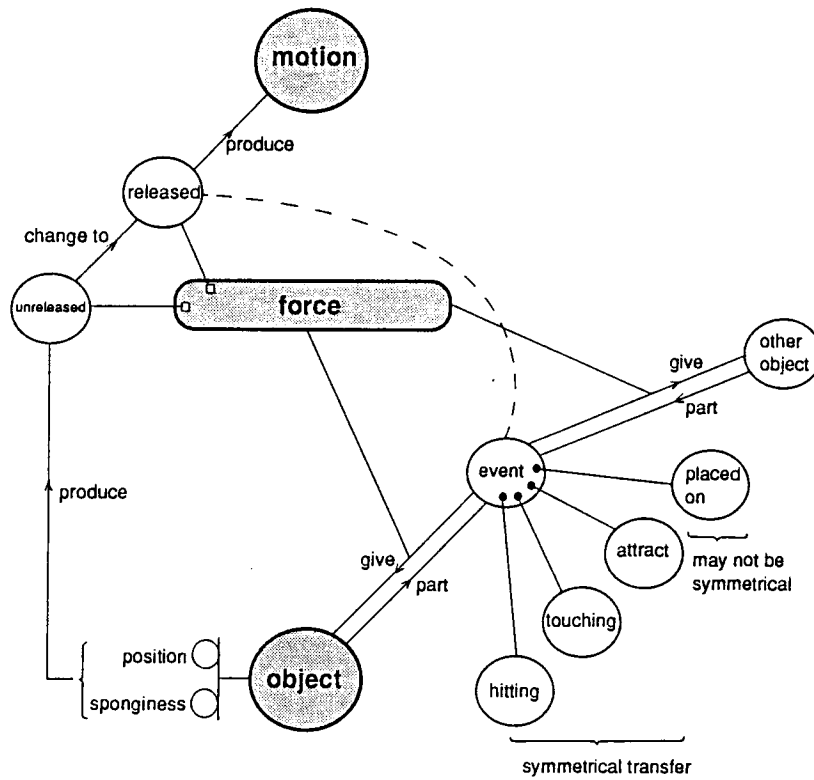 motion
produce
released
change to
unreleased
force
other
object
give
part
event
placed
on
produce
attract
may not be
symmetrical
give
part
touching
position
object
sponginess
hitting
symmetrical transfer